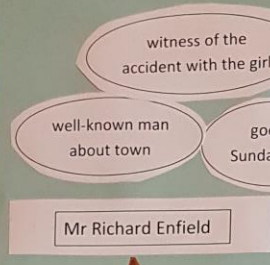 witness of the
accident with the girl
well-known man
about town
Mr Richard Enfield